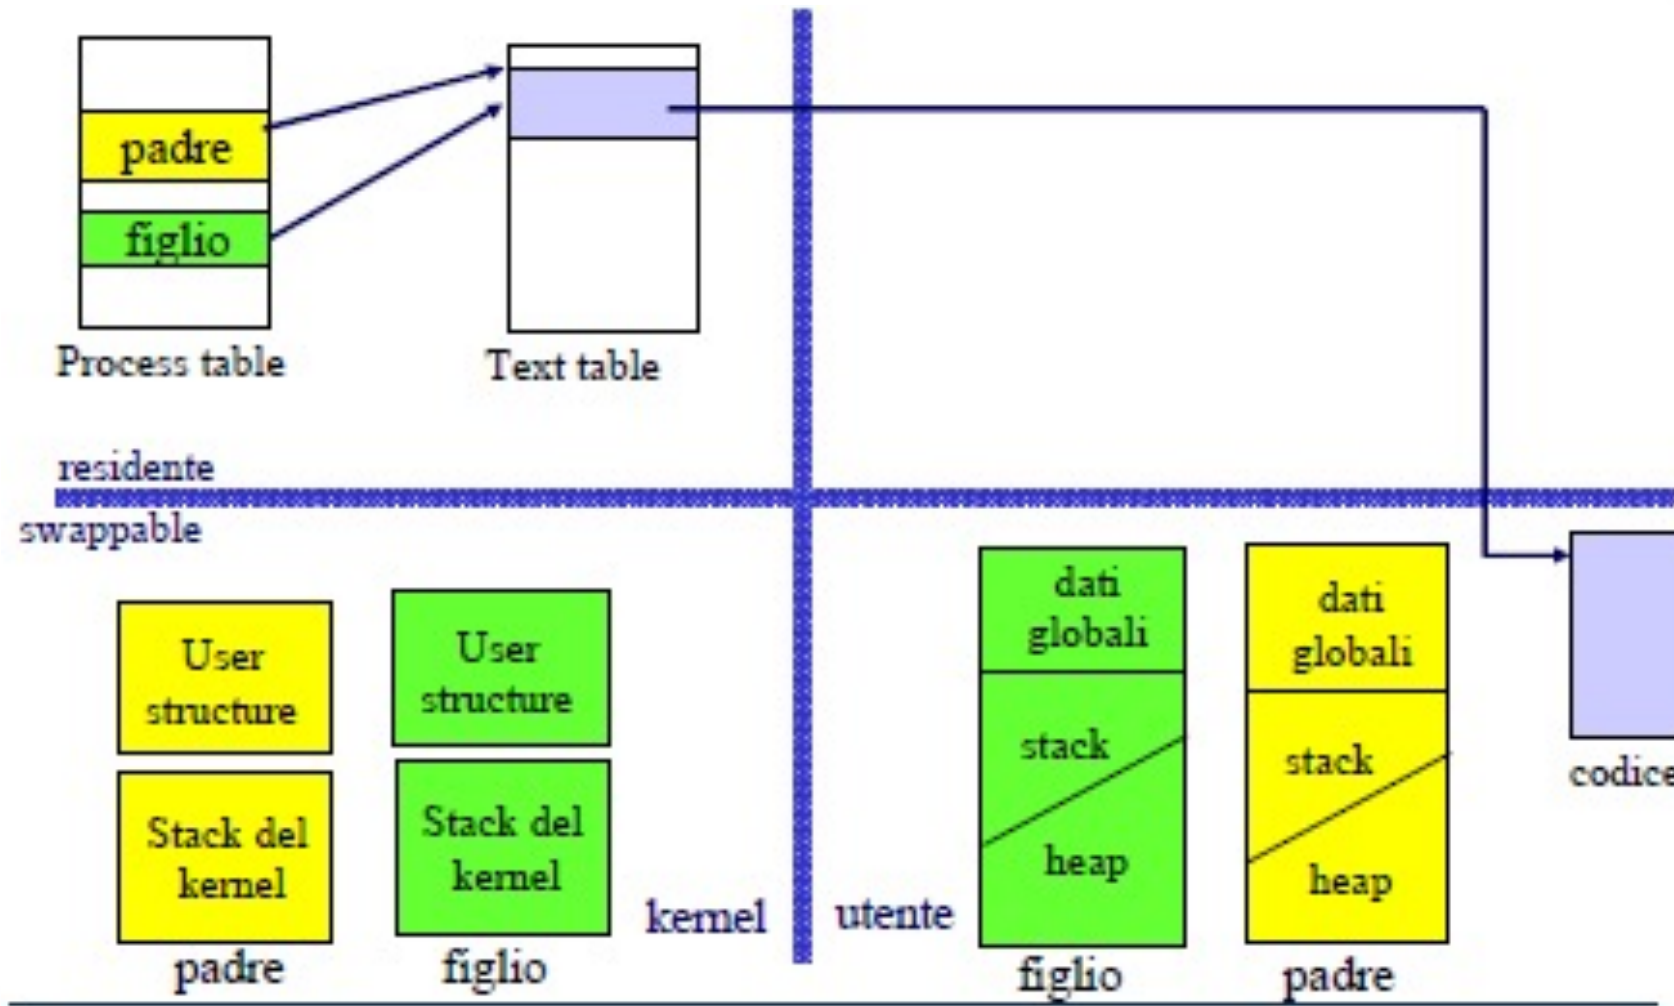 padre
figlio
Process table
Text table
residente
swappable
User
structure
Stack del
kernel
padre
User
structure
Stack del
kernel
figlio
kernel
utente
dati
globali
stack
heap
figlio
dati
globali
stack
heap
padre
codice